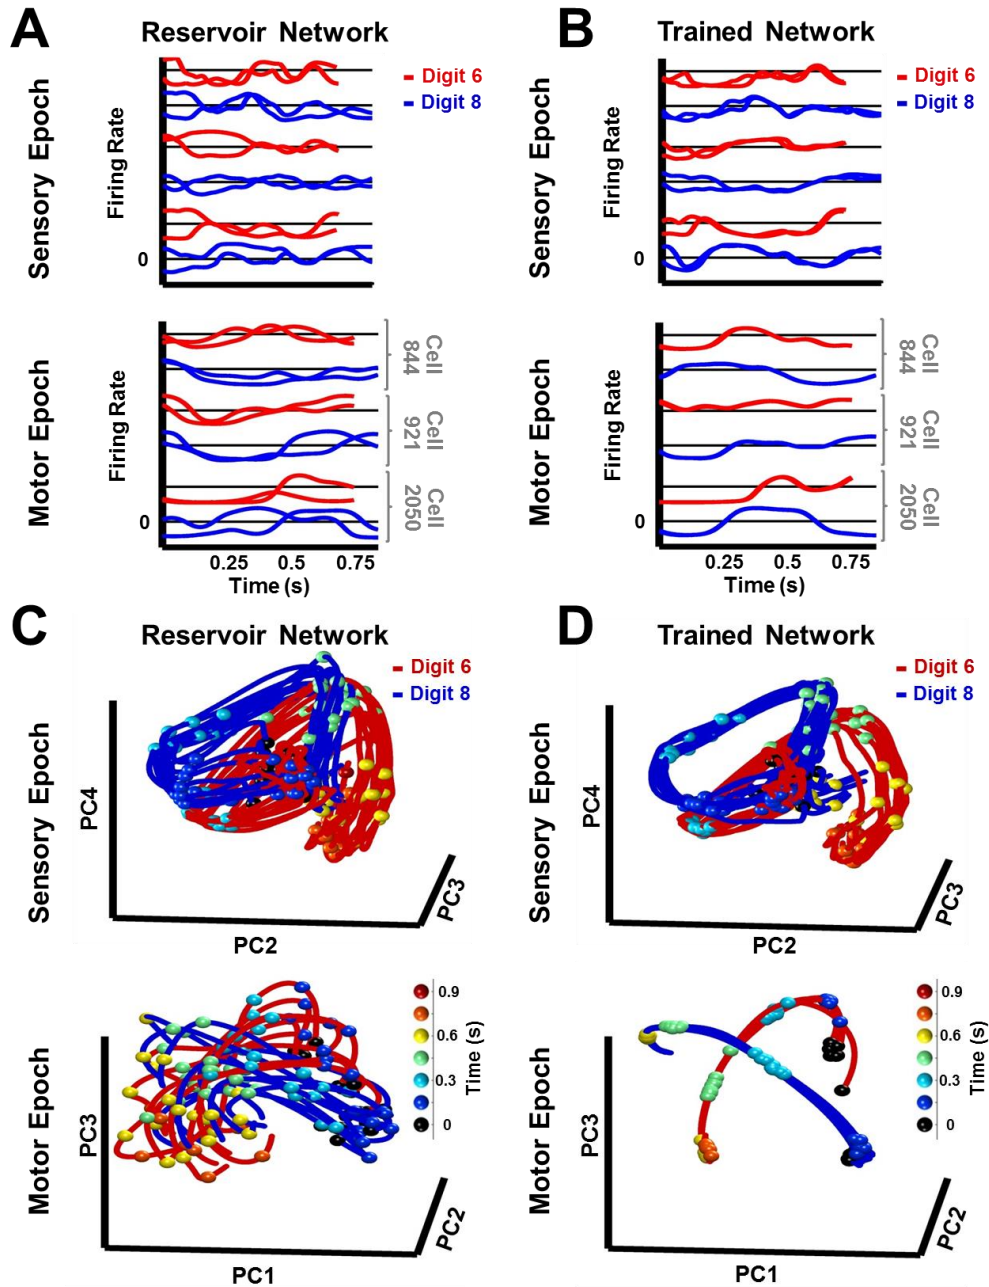 A
Reservoir Network
Sensory Epoch
Firing Rate
0
Digit 6
Digit 8
Motor Epoch
Firing Rate
0
Cell
844
Cell
921
Cell
2050
0.25 0.5 0.75
Time (s)
B
Trained Network
Sensory Epoch
Firing Rate
0
Digit 6
Digit 8
Motor Epoch
Firing Rate
0
Cell
844
Cell
921
Cell
2050
0.25 0.5 0.75
Time (s)
C
Reservoir Network
Digit 6
Digit 8
Sensory Epoch
PC4
PC3
PC2
Motor Epoch
PC3
PC2
PC1
0.9
0.6
0.3
0
Time (s)
D
Trained Network
Digit 6
Digit 8
Sensory Epoch
PC4
PC3
PC2
Motor Epoch
PC3
PC2
PC1
0.9
0.6
0.3
0
Time (s)